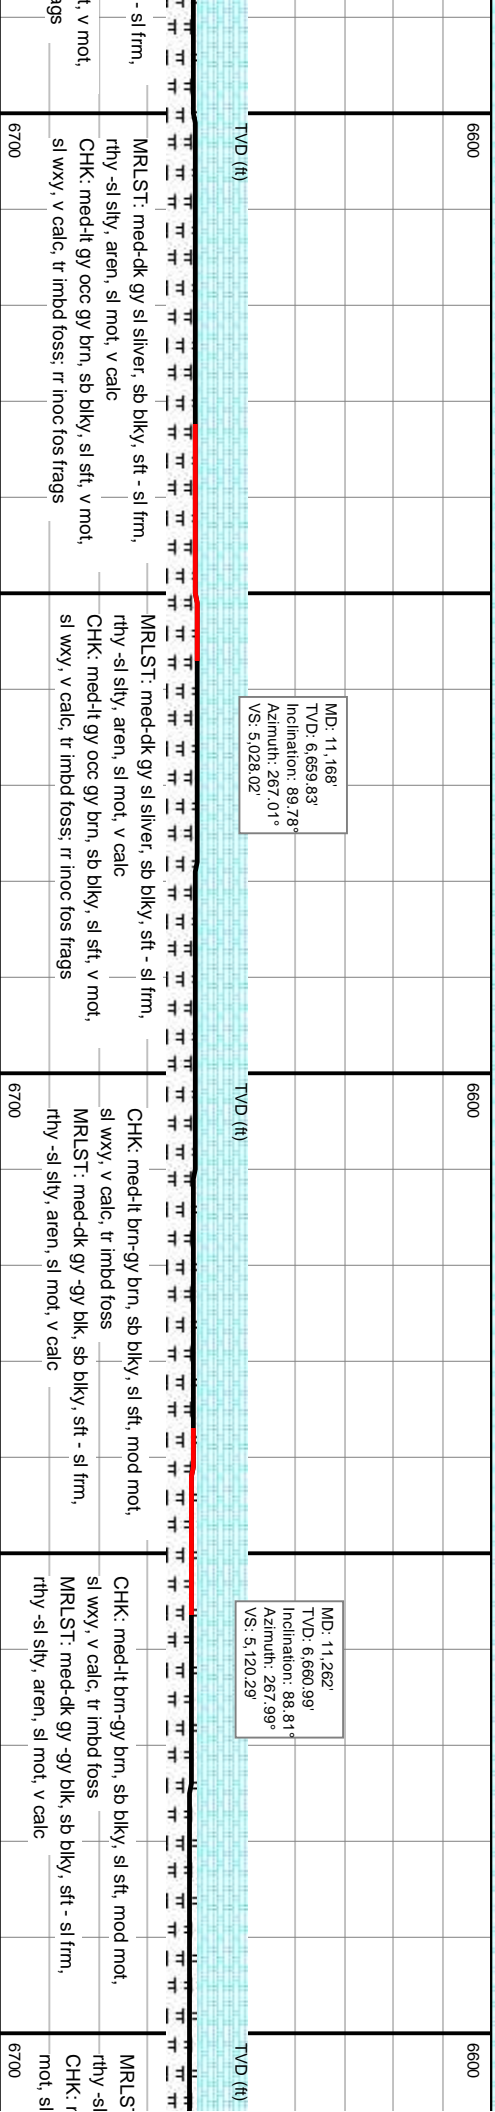 - sl frm,
t, v mot,
ags
6600
TVD (ft)
6700
MRLST: med-dk gy sl sliver, sb blky, sft - sl frm,
rthy -sl slty, aren, sl mot, v calc
CHK: med-lt gy occ gy brn, sb blky, sl sft, v mot,
sl wxy, v calc, tr imbd foss; rr inoc fos frags
MD: 11,168'
TVD: 6,659.83'
Inclination: 89.78°
Azimuth: 267.01°
VS: 5,028.02'
MRLST: med-dk gy sl sliver, sb blky, sft - sl frm,
rthy -sl slty, aren, sl mot, v calc
CHK: med-lt gy occ gy brn, sb blky, sl sft, v mot,
sl wxy, v calc, tr imbd foss; rr inoc fos frags
6600
TVD (ft)
6700
CHK: med-lt brn-gy brn, sb blky, sl sft, mod mot,
sl wxy, v calc, tr imbd foss
MRLST: med-dk gy -gy blk, sb blky, sft - sl frm,
rthy -sl slty, aren, sl mot, v calc
MD: 11,262'
TVD: 6,660.99'
Inclination: 88.81°
Azimuth: 267.99°
VS: 5,120.29'
CHK: med-lt brn-gy brn, sb blky, sl sft, mod mot,
sl wxy, v calc, tr imbd foss
MRLST: med-dk gy -gy blk, sb blky, sft - sl frm,
rthy -sl slty, aren, sl mot, v calc
6600
TVD (ft)
6700
MRLST
rthy -sl
CHK: r
mot, sl